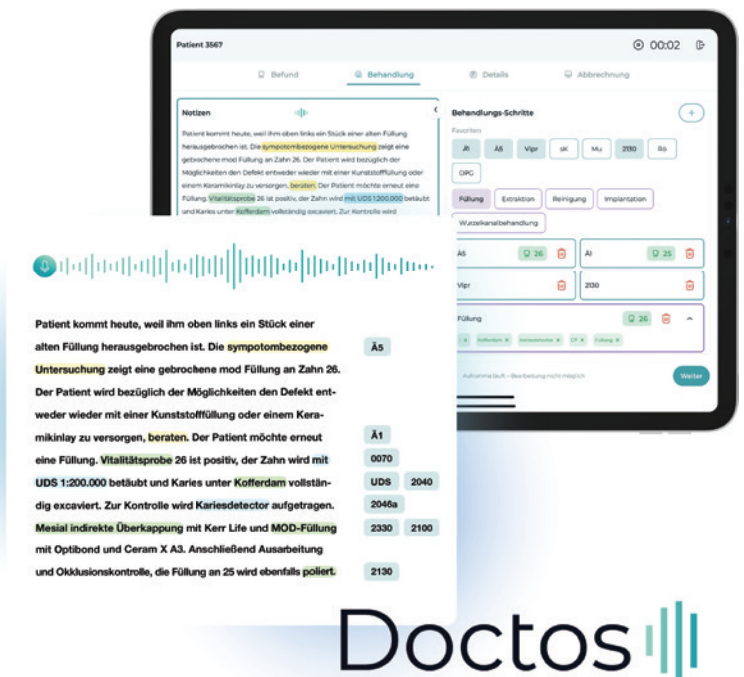 Patient 3567
00:02
Befund
Behandlung
Details
Abbrechnung
Notizen
Patient kommt heute, weil ihm oben links ein Stück einer alten Füllung
herausgebrochen ist. Die sympotombezogene Untersuchung zeigt eine
gebrochene mod Füllung an Zahn 26. Der Patient wird bezüglich der
Möglichkeiten den Defekt entweder wieder mit einer Kunststofffüllung oder
einem Keramikinlay zu versorgen, beraten. Der Patient möchte erneut eine
Füllung. Vitalitätsprobe 26 ist positiv, der Zahn wird mit UDS 1:200.000 betäubt
und Karies unter Kofferdam vollständig excaviert. Zur Kontrolle wird
Behandlungs-Schritte
Favoriten
Ä1 Ä5 Vipr sK Mu 2130 Rö
OPG
Füllung Extraktion Reinigung Implantation
Wurzelkanalbehandlung
Ä5 26 Ä1 25
Vipr 2130
Füllung 26
Kofferdam X Kariesdetektor X CP X Füllung X
Aufnahme läuft – Bearbeitung nicht möglich
Weiter
Patient kommt heute, weil ihm oben links ein Stück einer
alten Füllung herausgebrochen ist. Die sympotombezogene Ä5
Untersuchung zeigt eine gebrochene mod Füllung an Zahn 26.
Der Patient wird bezüglich der Möglichkeiten den Defekt ent-
weder wieder mit einer Kunststofffüllung oder einem Kera-
mikinlay zu versorgen, beraten. Der Patient möchte erneut Ä1
eine Füllung. Vitalitätsprobe 26 ist positiv, der Zahn wird mit 0070
UDS 1:200.000 betäubt und Karies unter Kofferdam vollstän- UDS 2040
dig excaviert. Zur Kontrolle wird Kariesdetector aufgetragen. 2046a
Mesial indirekte Überkappung mit Kerr Life und MOD-Füllung 2330 2100
mit Optibond und Ceram X A3. Anschließend Ausarbeitung
und Okklusionskontrolle, die Füllung an 25 wird ebenfalls poliert. 2130
Doctos